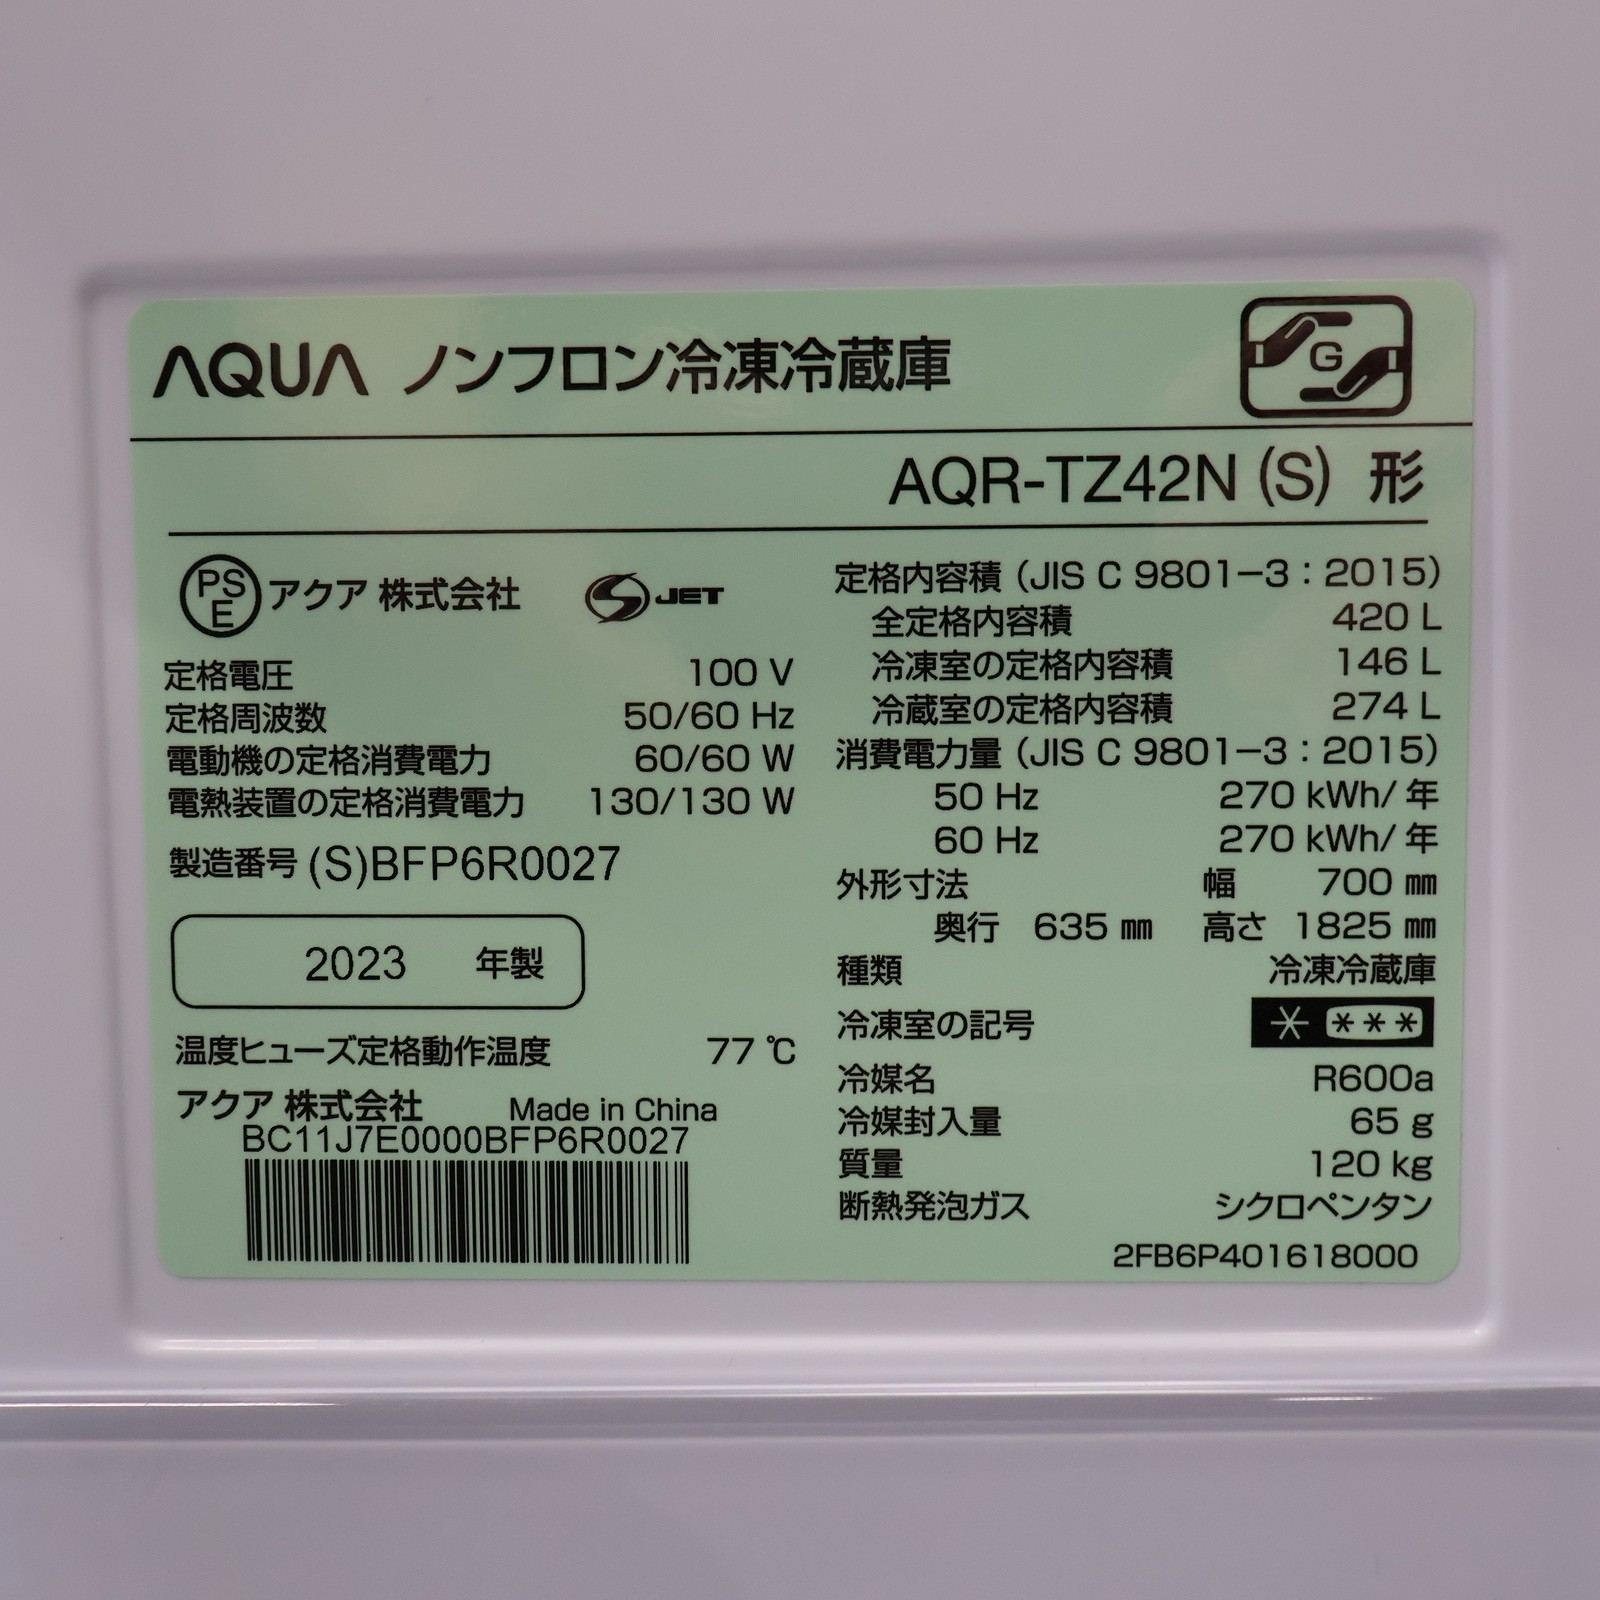 AQUA ノンフロン冷凍冷蔵庫
G
AQR-TZ42N (S) 形
PS
E
アクア 株式会社
S JET
定格電圧 100 V
定格周波数 50/60 Hz
電動機の定格消費電力 60/60 W
電熱装置の定格消費電力 130/130 W
製造番号 (S)BFP6R0027
2023 年製
温度ヒューズ定格動作温度 77 ℃
アクア 株式会社 Made in China
BC11J7E0000BFP6R0027
定格内容積 (JIS C 9801-3：2015)
全定格内容積 420 L
冷凍室の定格内容積 146 L
冷蔵室の定格内容積 274 L
消費電力量 (JIS C 9801-3：2015)
50 Hz 270 kWh/ 年
60 Hz 270 kWh/ 年
外形寸法 幅 700 ㎜
奥行 635 ㎜ 高さ 1825 ㎜
種類 冷凍冷蔵庫
冷凍室の記号 * ***
冷媒名 R600a
冷媒封入量 65 g
質量 120 kg
断熱発泡ガス シクロペンタン
2FB6P401618000